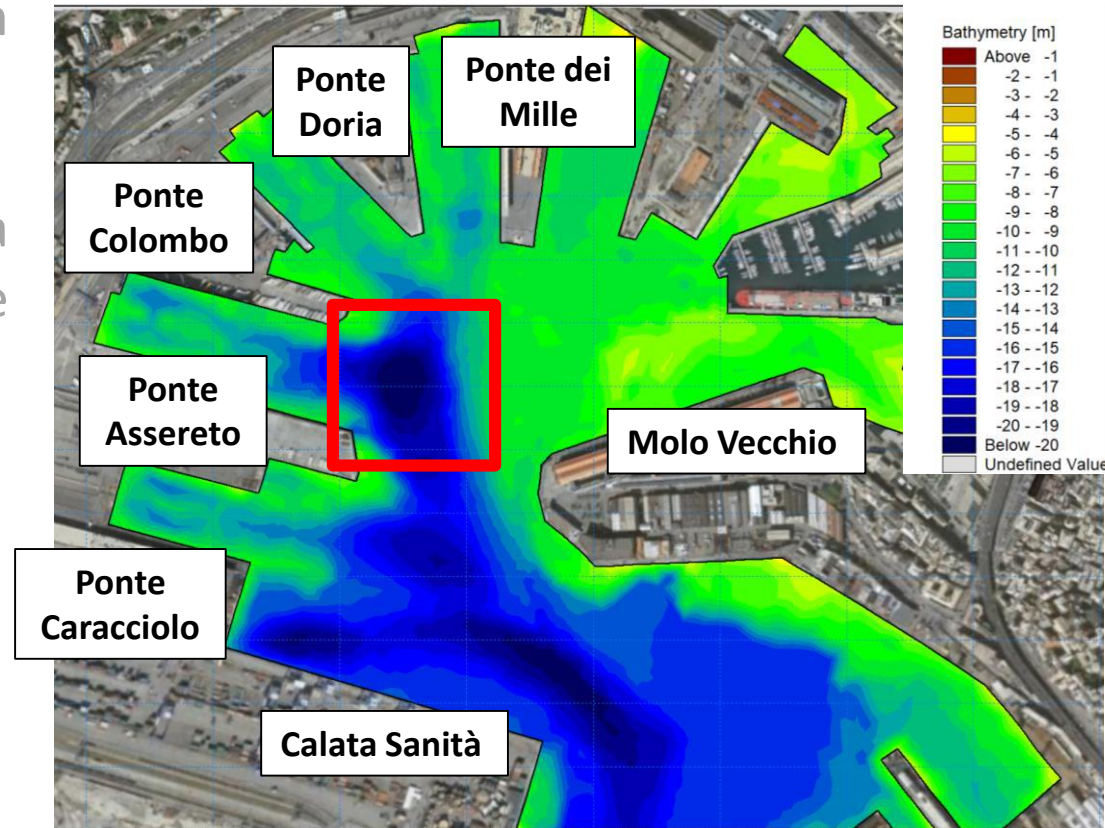 a
a
e
Ponte
Doria
Ponte dei
Mille
Ponte
Colombo
Ponte
Assereto
Molo Vecchio
Ponte
Caracciolo
Calata Sanità
Bathymetry [m]
Above -1
-2 - -1
-3 - -2
-4 - -3
-5 - -4
-6 - -5
-7 - -6
-8 - -7
-9 - -8
-10 - -9
-11 - -10
-12 - -11
-13 - -12
-14 - -13
-15 - -14
-16 - -15
-17 - -16
-18 - -17
-19 - -18
-20 - -19
Below -20
Undefined Value